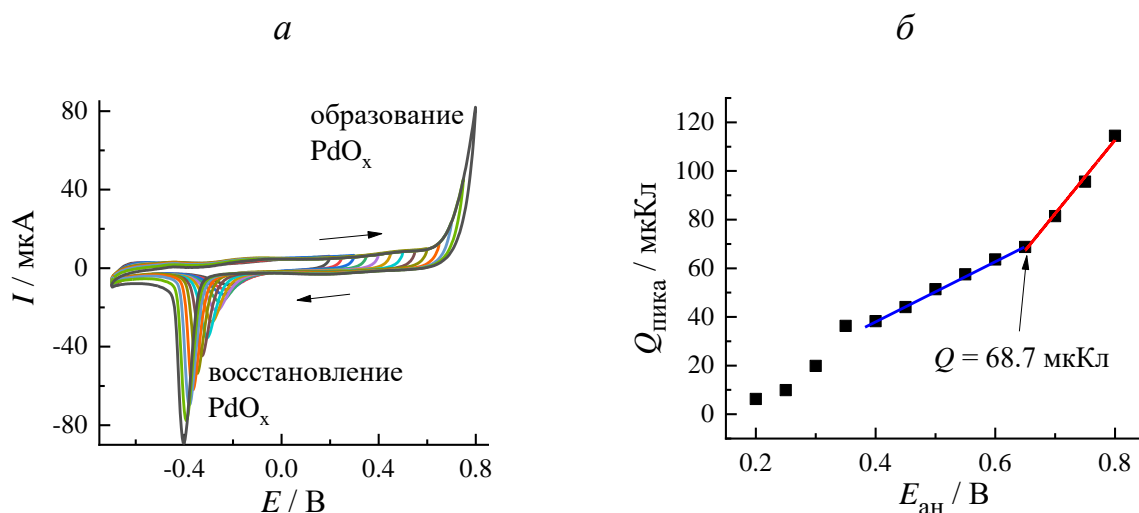 а
б
80
40
0
-40
-80
I / мкА
образование
PdOx
восстановление
PdOx
-0.4
0.0
0.4
0.8
E / В
120
100
80
60
40
20
0
Qпика / мкКл
Q = 68.7 мкКл
0.2
0.4
0.6
0.8
Eан / В